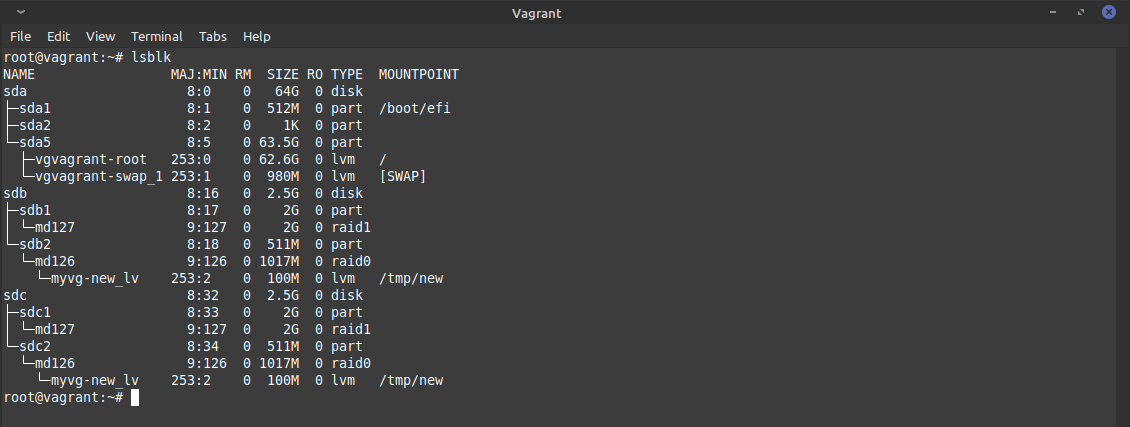 Vagrant
File Edit View Terminal Tabs Help
root@vagrant:~# lsblk
NAME                 MAJ:MIN RM  SIZE RO TYPE  MOUNTPOINT
sda                    8:0    0   64G  0 disk
├─sda1                 8:1    0  512M  0 part  /boot/efi
├─sda2                 8:2    0    1K  0 part
└─sda5                 8:5    0 63.5G  0 part
  ├─vgvagrant-root   253:0    0 62.6G  0 lvm   /
  └─vgvagrant-swap_1 253:1    0  980M  0 lvm   [SWAP]
sdb                    8:16   0  2.5G  0 disk
├─sdb1                 8:17   0    2G  0 part
│ └─md127              9:127  0    2G  0 raid1
└─sdb2                 8:18   0  511M  0 part
  └─md126              9:126  0 1017M  0 raid0
    └─myvg-new_lv    253:2    0  100M  0 lvm   /tmp/new
sdc                    8:32   0  2.5G  0 disk
├─sdc1                 8:33   0    2G  0 part
│ └─md127              9:127  0    2G  0 raid1
└─sdc2                 8:34   0  511M  0 part
  └─md126              9:126  0 1017M  0 raid0
    └─myvg-new_lv    253:2    0  100M  0 lvm   /tmp/new
root@vagrant:~#